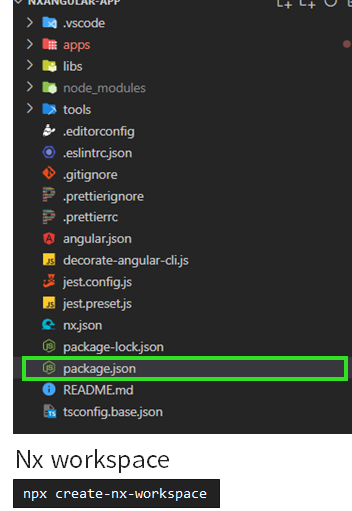 NXANGULAR-APP
.vscode
apps
libs
node_modules
tools
.editorconfig
.eslintrc.json
.gitignore
.prettierignore
.prettierrc
angular.json
decorate-angular-cli.js
jest.config.js
jest.preset.js
nx.json
package-lock.json
package.json
README.md
tsconfig.base.json
Nx workspace
npx create-nx-workspace